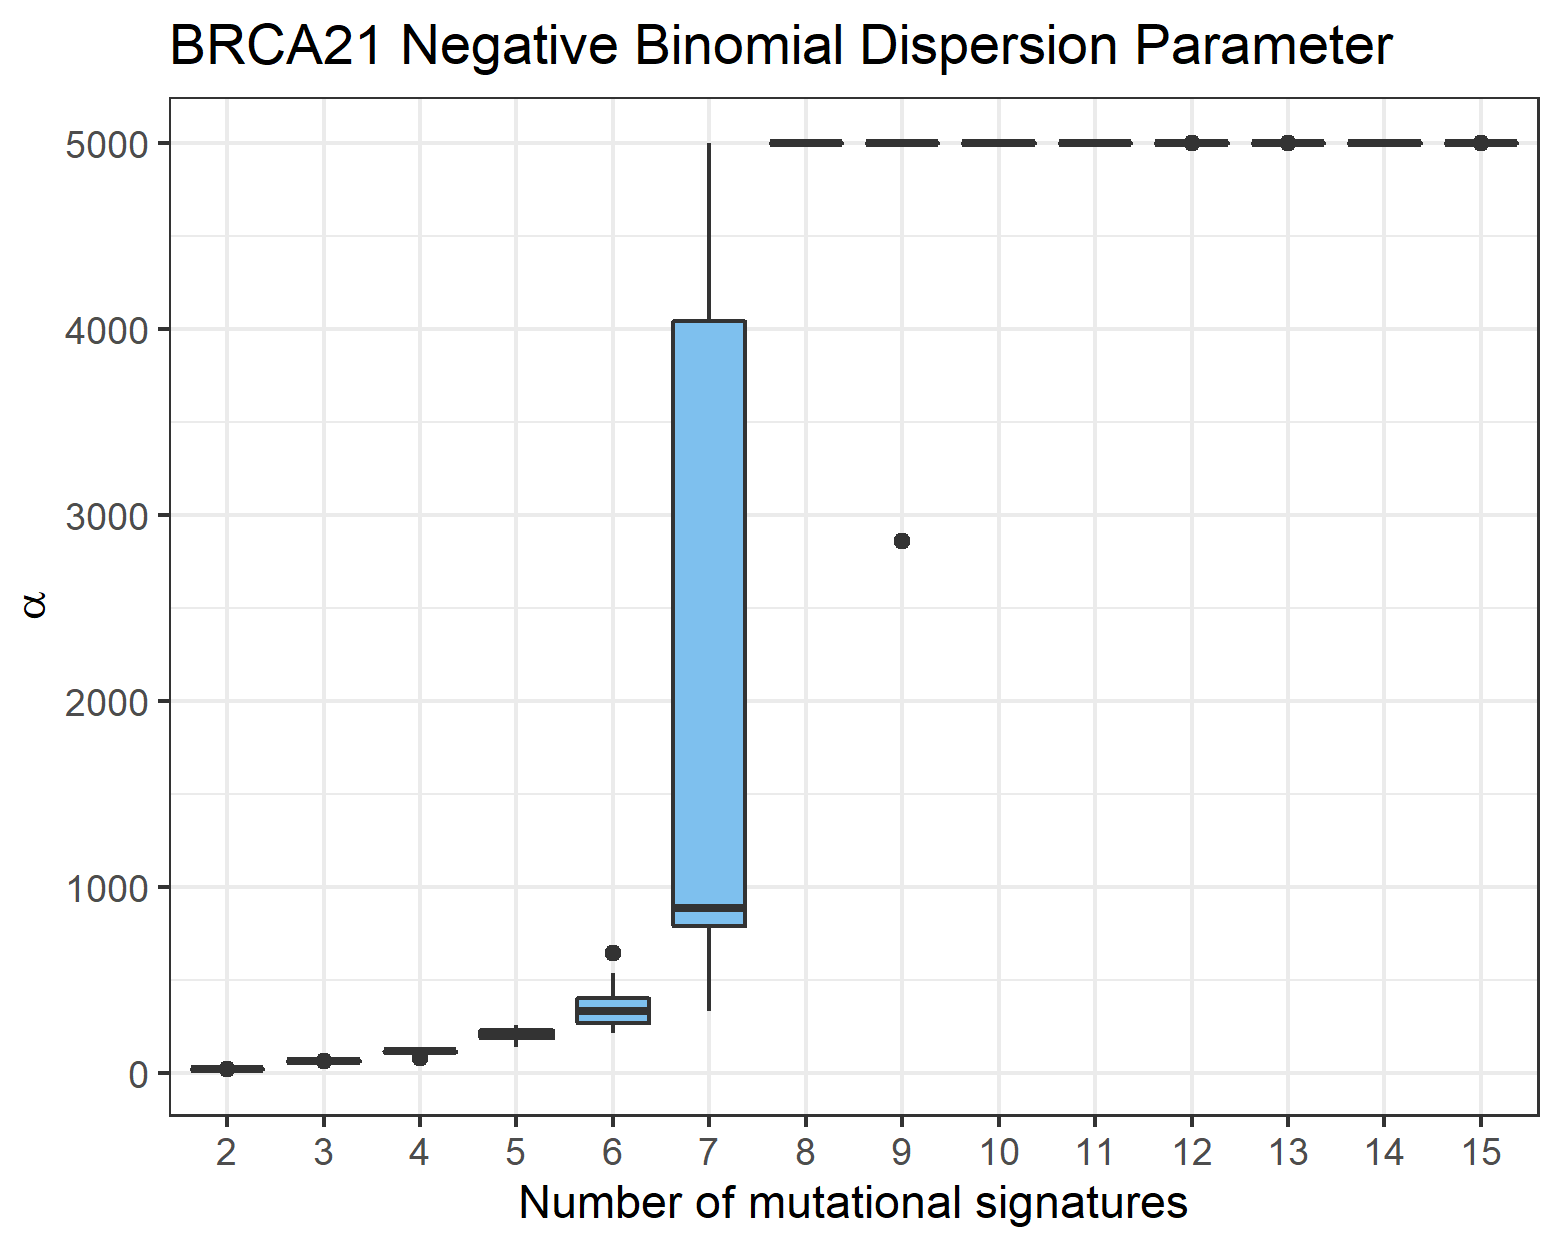 BRCA21 Negative Binomial Dispersion Parameter
5000
4000
3000
2000
1000
0
α
2 3 4 5 6 7 8 9 10 11 12 13 14 15
Number of mutational signatures